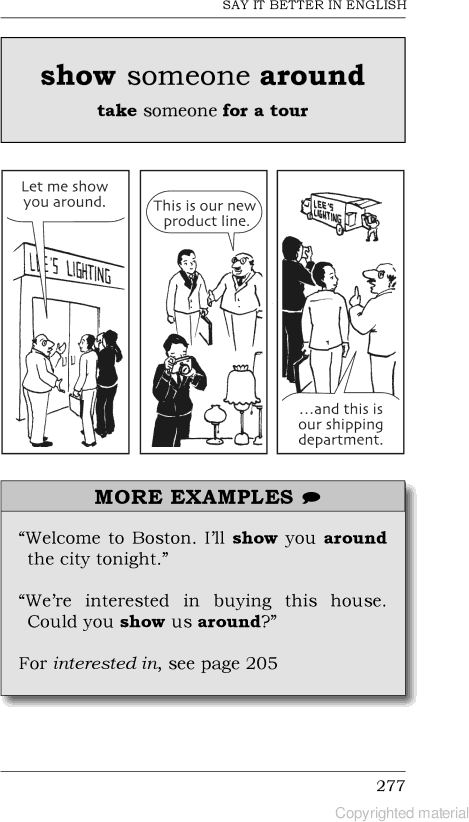 SAY IT BETTER IN ENGLISH
show someone around
take someone for a tour
Let me show
you around.
LEE'S LIGHTING
This is our new
product line.
LEE'S
LIGHTING
...and this is
our shipping
department.
MORE EXAMPLES
“Welcome to Boston. I’ll show you around
the city tonight.”
“We’re interested in buying this house.
Could you show us around?”
For interested in, see page 205
277
Copyrighted material